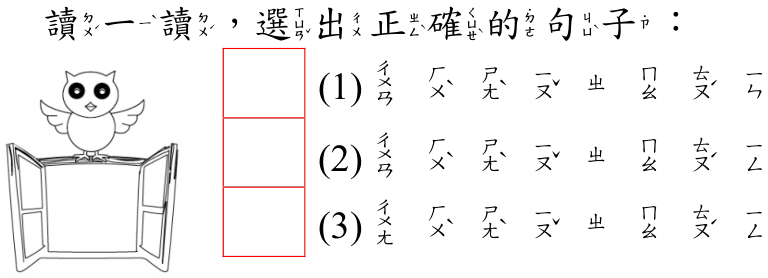 讀ㄉㄨˊ一ㄧˋ讀ㄉㄨˊ，選ㄒㄩㄢˇ出ㄔㄨ正ㄓㄥˋ確ㄑㄩㄝˋ的˙ㄉㄜ句ㄐㄩˋ子˙ㄗ：
(1) ㄔㄨㄢ ㄏㄨˋ ㄕㄤˋ ㄧㄡˇ ㄓ ㄇㄠ ㄊㄡˊ ㄧㄣ
(2) ㄔㄨㄢ ㄏㄨˋ ㄕㄤˋ ㄧㄡˇ ㄓ ㄇㄠ ㄊㄡˊ ㄧㄥ
(3) ㄔㄨㄤ ㄏㄨˋ ㄕㄤˋ ㄧㄡˇ ㄓ ㄇㄠ ㄊㄡˊ ㄧㄥ